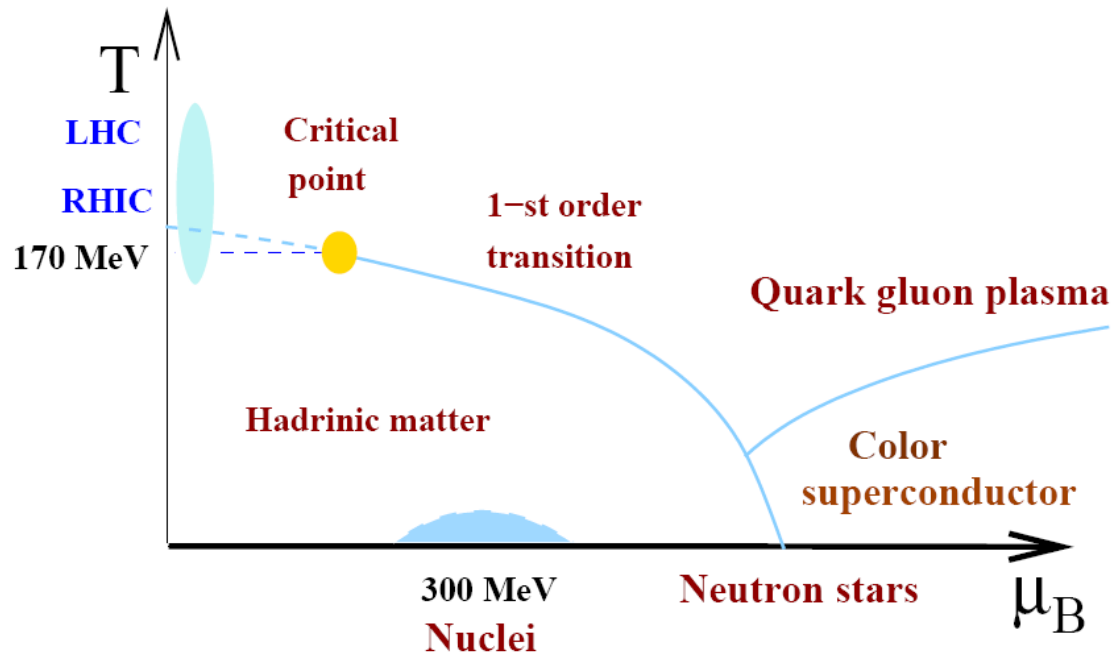 T
LHC
Critical
point
RHIC
1−st order
transition
170 MeV
Quark gluon plasma
Hadrinic matter
Color
superconductor
300 MeV
Nuclei
Neutron stars
μB